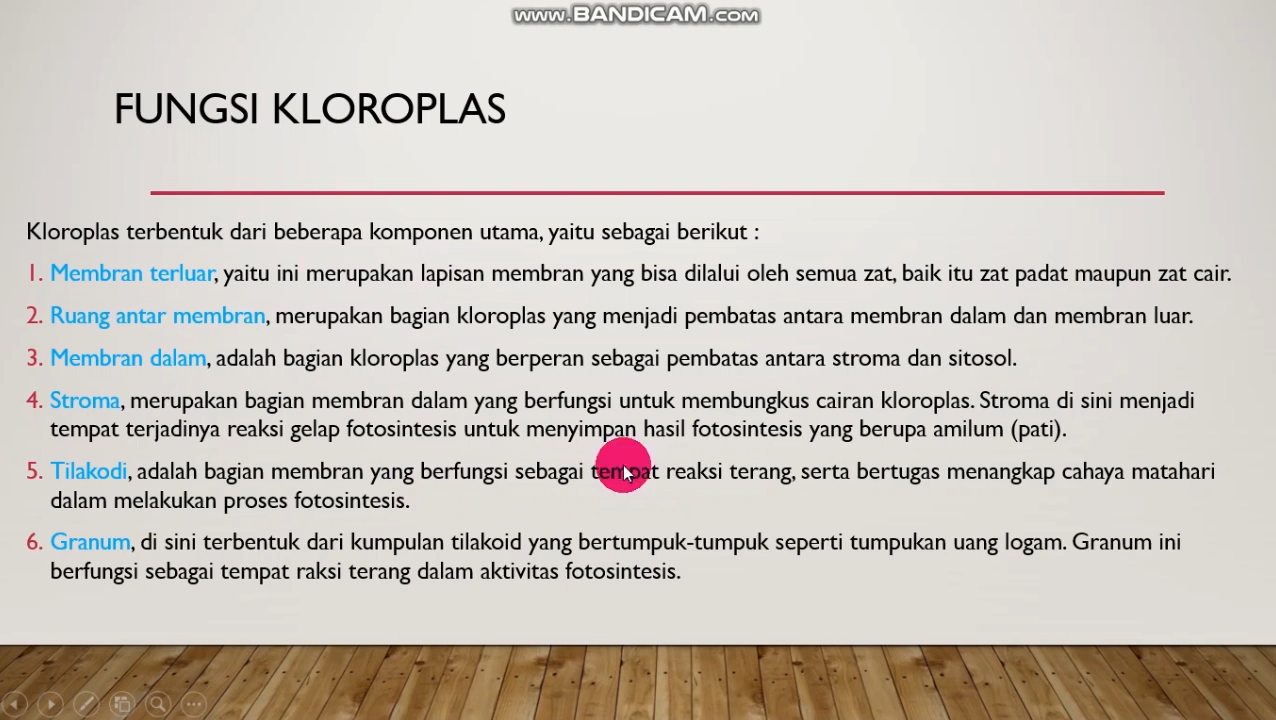 www.BANDICAM.com
FUNGSI KLOROPLAS
Kloroplas terbentuk dari beberapa komponen utama, yaitu sebagai berikut :
1. Membran terluar, yaitu ini merupakan lapisan membran yang bisa dilalui oleh semua zat, baik itu zat padat maupun zat cair.
2. Ruang antar membran, merupakan bagian kloroplas yang menjadi pembatas antara membran dalam dan membran luar.
3. Membran dalam, adalah bagian kloroplas yang berperan sebagai pembatas antara stroma dan sitosol.
4. Stroma, merupakan bagian membran dalam yang berfungsi untuk membungkus cairan kloroplas. Stroma di sini menjadi
tempat terjadinya reaksi gelap fotosintesis untuk menyimpan hasil fotosintesis yang berupa amilum (pati).
5. Tilakodi, adalah bagian membran yang berfungsi sebagai tempat reaksi terang, serta bertugas menangkap cahaya matahari
dalam melakukan proses fotosintesis.
6. Granum, di sini terbentuk dari kumpulan tilakoid yang bertumpuk-tumpuk seperti tumpukan uang logam. Granum ini
berfungsi sebagai tempat raksi terang dalam aktivitas fotosintesis.